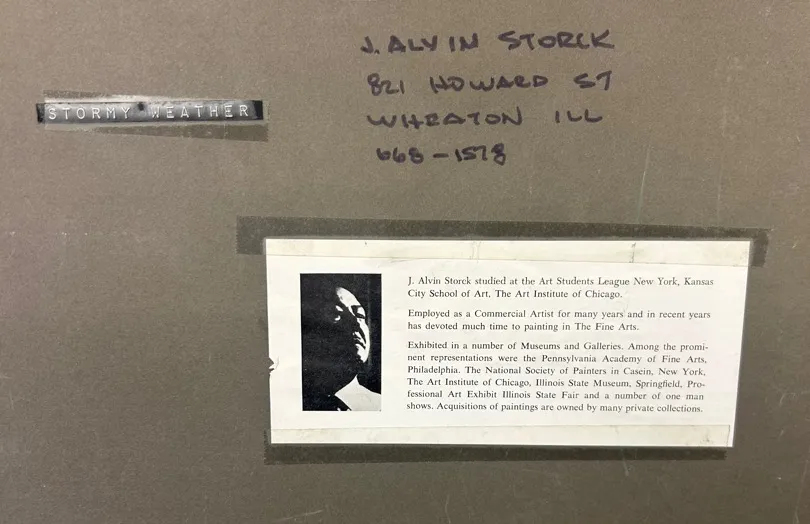 J. ALVIN STORCK
821 HOWARD ST
WHEATON ILL
668-1578
STORMY WEATHER
J. Alvin Storck studied at the Art Students League New York, Kansas
City School of Art, The Art Institute of Chicago.
Employed as a Commercial Artist for many years and in recent years
has devoted much time to painting in The Fine Arts.
Exhibited in a number of Museums and Galleries. Among the promi-
nent representations were the Pennsylvania Academy of Fine Arts,
Philadelphia. The National Society of Painters in Casein, New York,
The Art Institute of Chicago, Illinois State Museum, Springfield, Pro-
fessional Art Exhibit Illinois State Fair and a number of one man
shows. Acquisitions of paintings are owned by many private collections.